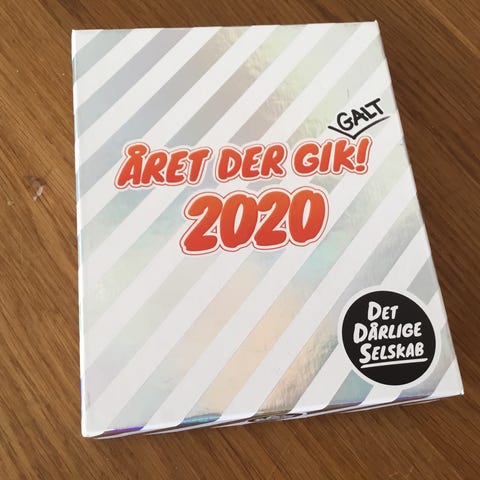 GALT
ÅRET DER GIK!
2020
DET
DÅRLIGE
SELSKAB